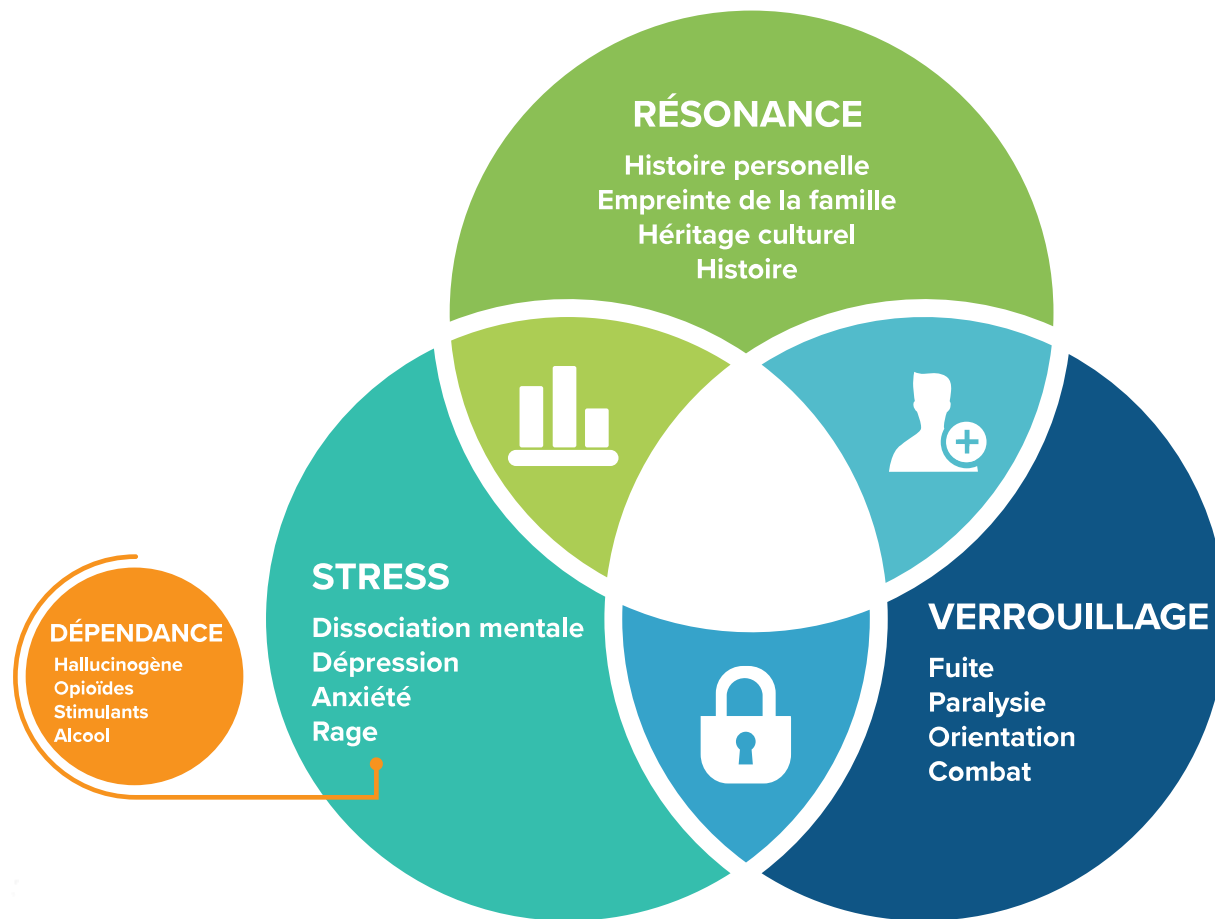 RÉSONANCE
Histoire personelle
Empreinte de la famille
Héritage culturel
Histoire
STRESS
Dissociation mentale
Dépression
Anxiété
Rage
DÉPENDANCE
Hallucinogène
Opioïdes
Stimulants
Alcool
VERROUILLAGE
Fuite
Paralysie
Orientation
Combat